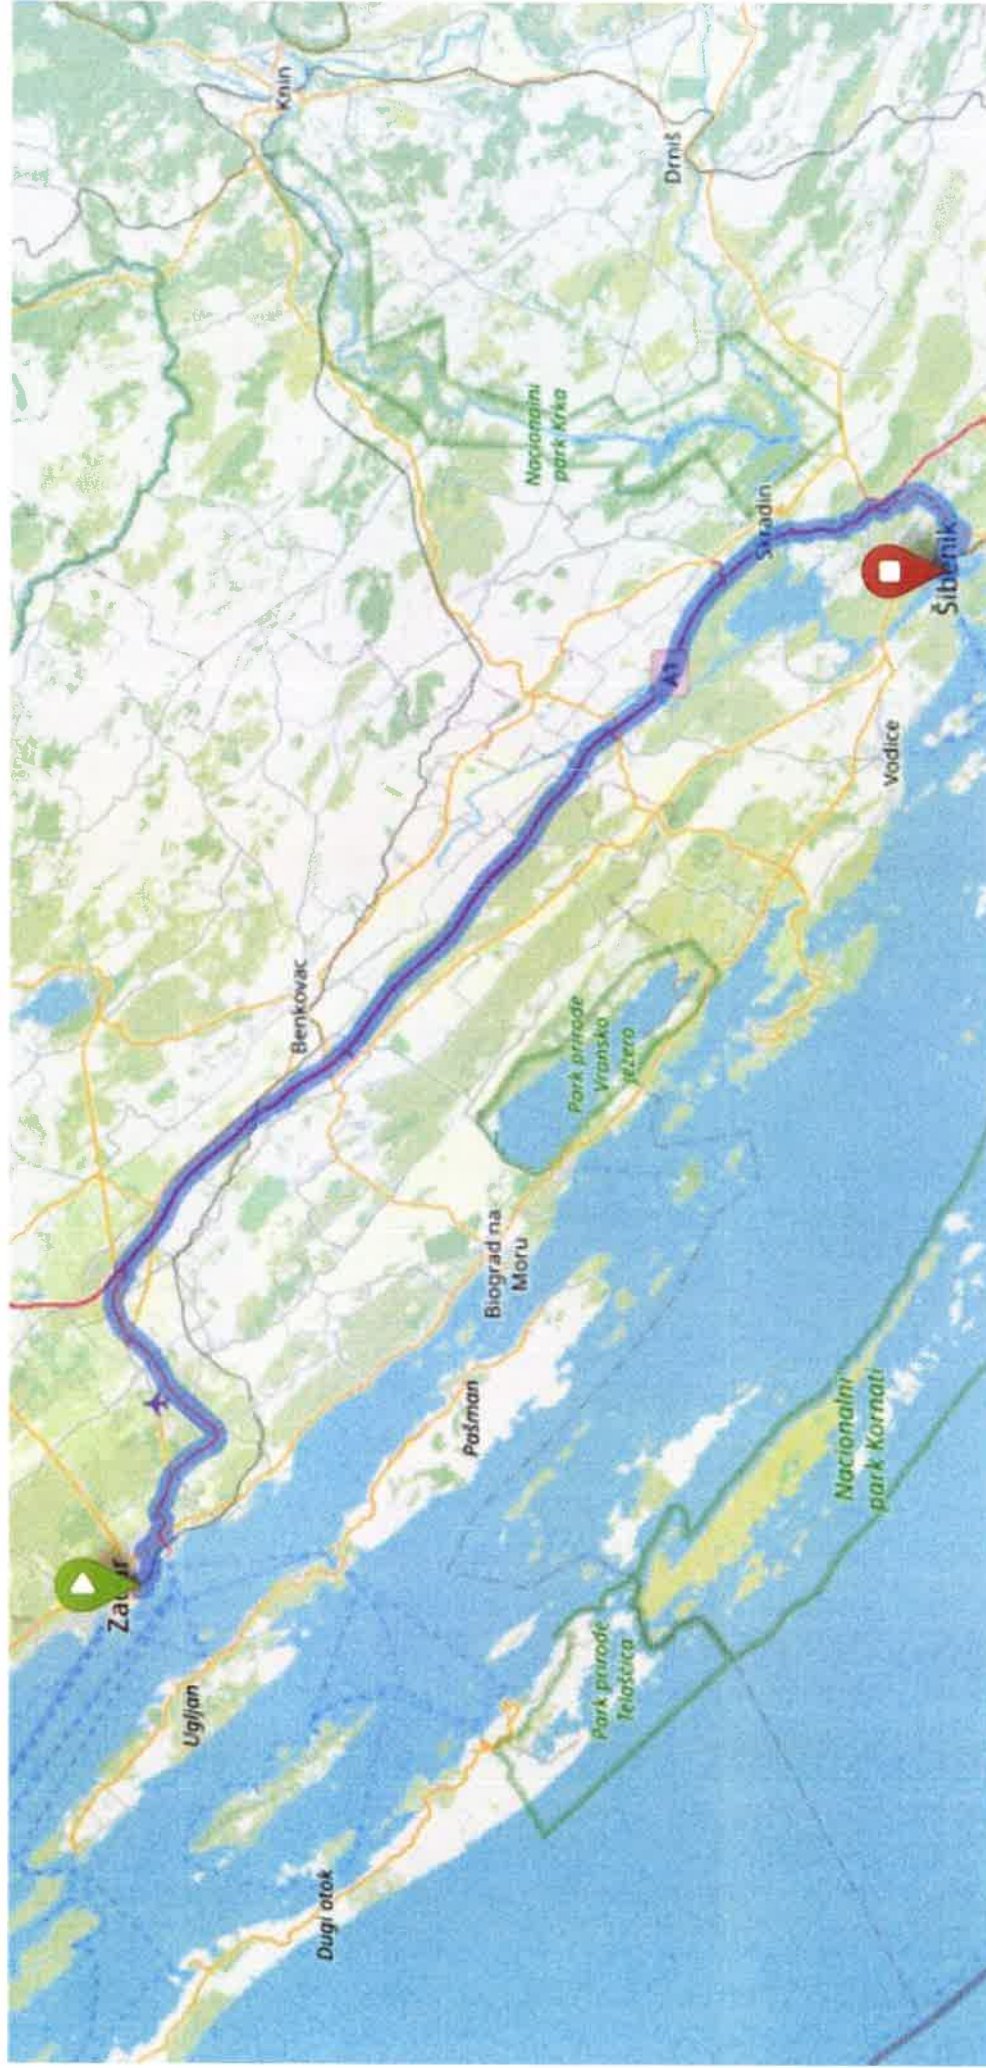 Knin
Drniš
Nacionalni
park Krka
Skradin
Šibenik
A1
Vodice
Benkovac
Park prirode
Vransko
jezero
Biograd na
Moru
Pašman
Nacionalni
park Kornati
Zadar
Ugljan
Park prirode
Telašćica
Dugi otok